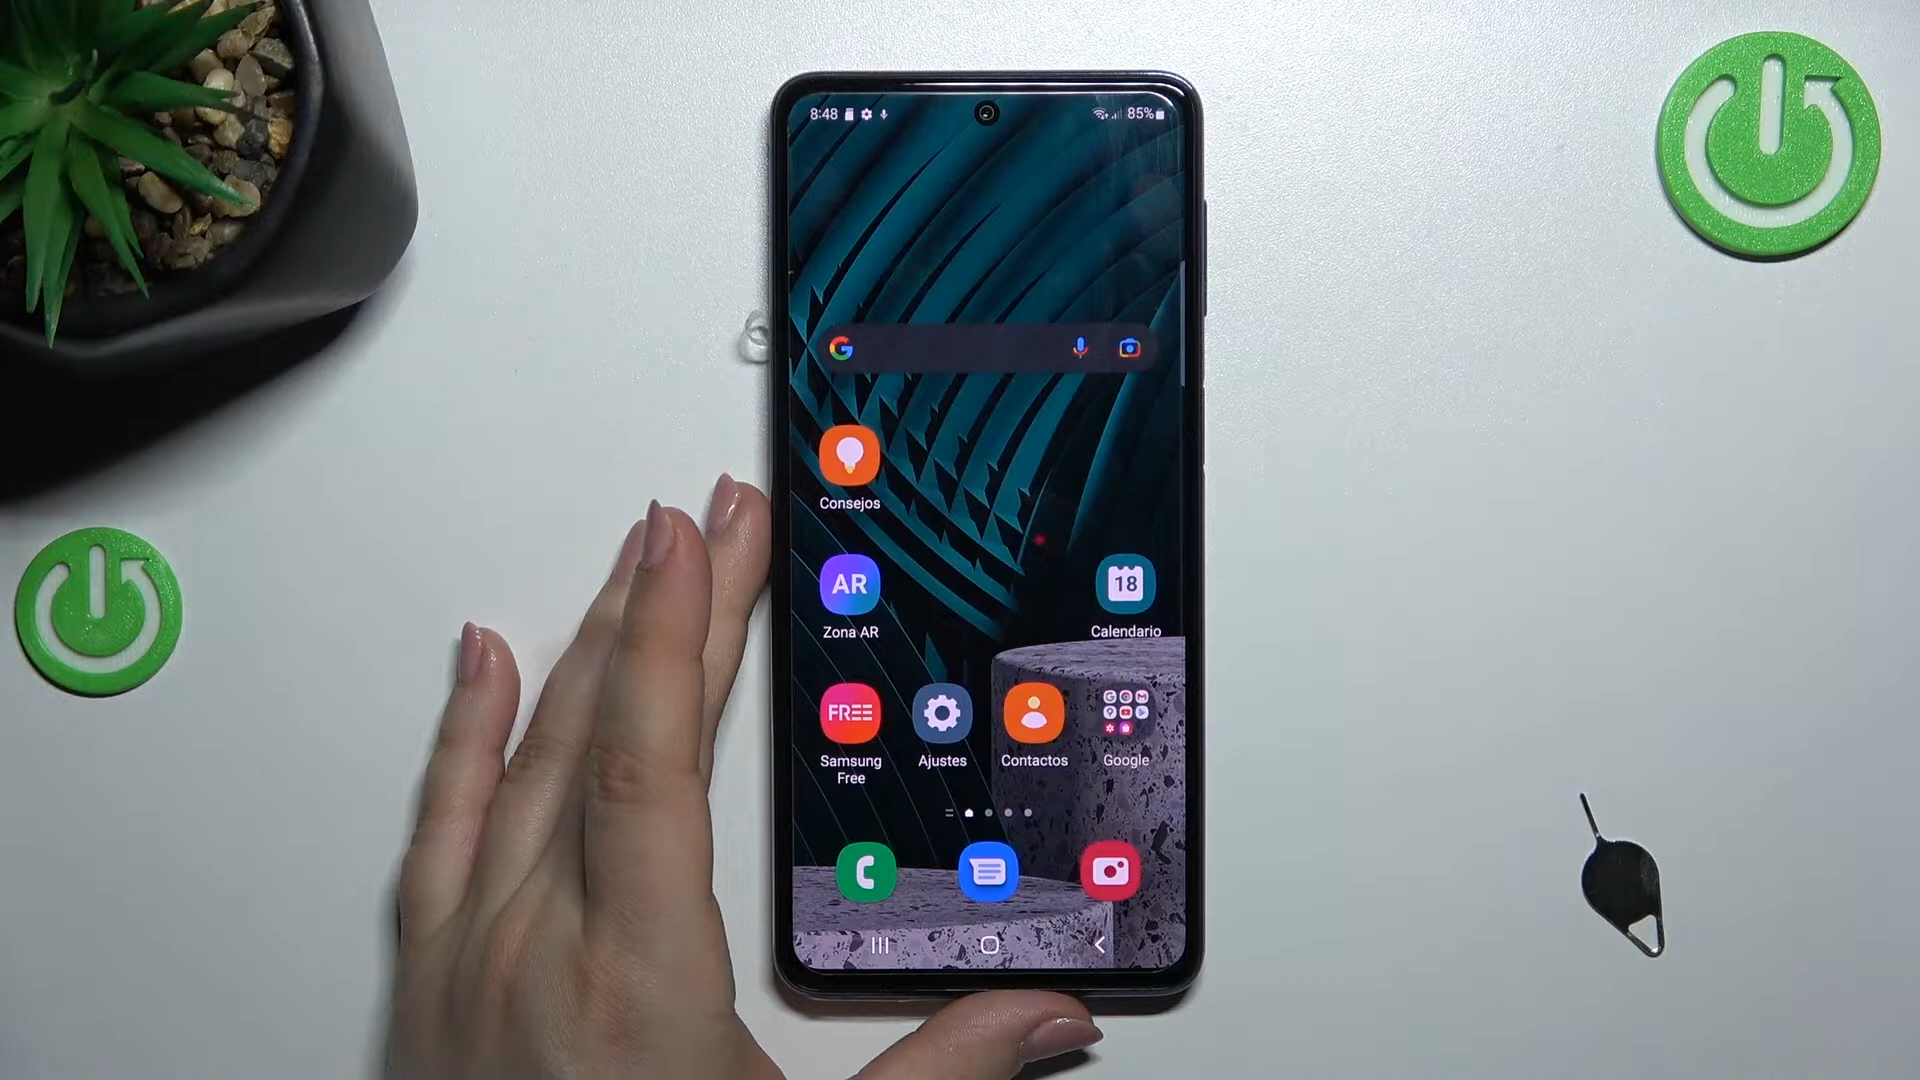 8:48
85%
Consejos
AR
Zona AR
18
Calendario
FREE
Samsung
Free
Ajustes
Contactos
Google